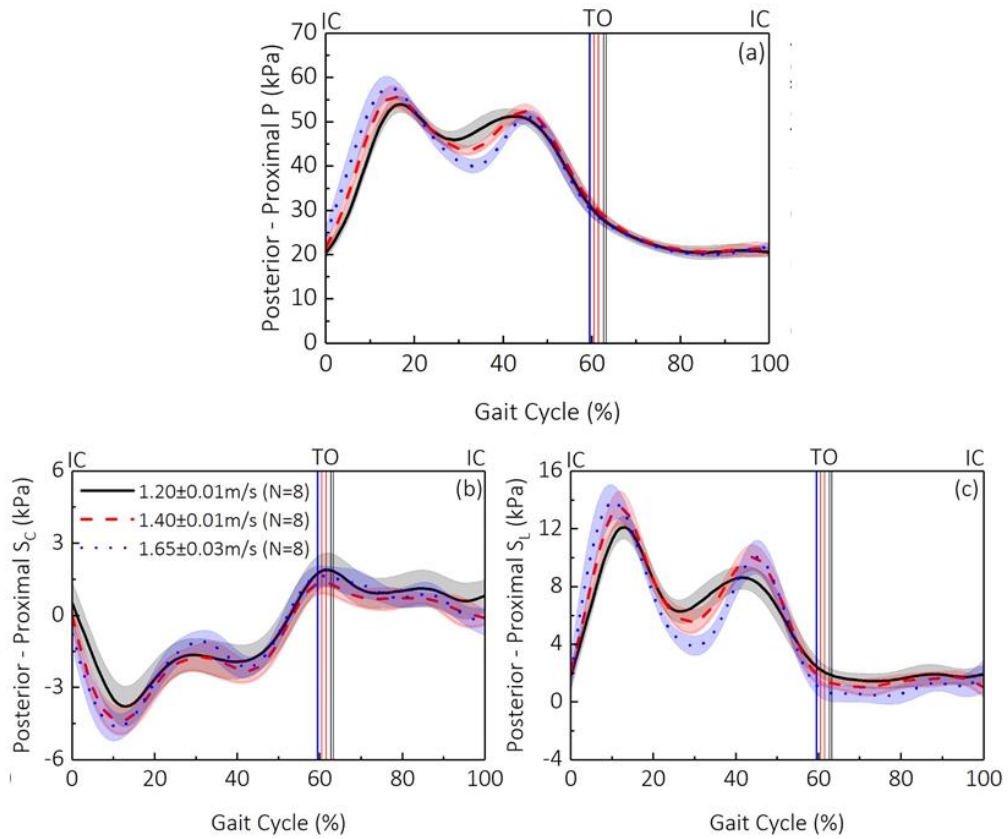 IC TO IC
(a)
Posterior - Proximal P (kPa)
70
60
50
40
30
20
10
0
0 20 40 60 80 100
Gait Cycle (%)
IC TO IC
(b)
Posterior - Proximal S_C (kPa)
6
3
0
-3
-6
1.20±0.01m/s (N=8)
1.40±0.01m/s (N=8)
1.65±0.03m/s (N=8)
0 20 40 60 80 100
Gait Cycle (%)
IC TO IC
(c)
Posterior - Proximal S_L (kPa)
16
12
8
4
0
-4
0 20 40 60 80 100
Gait Cycle (%)